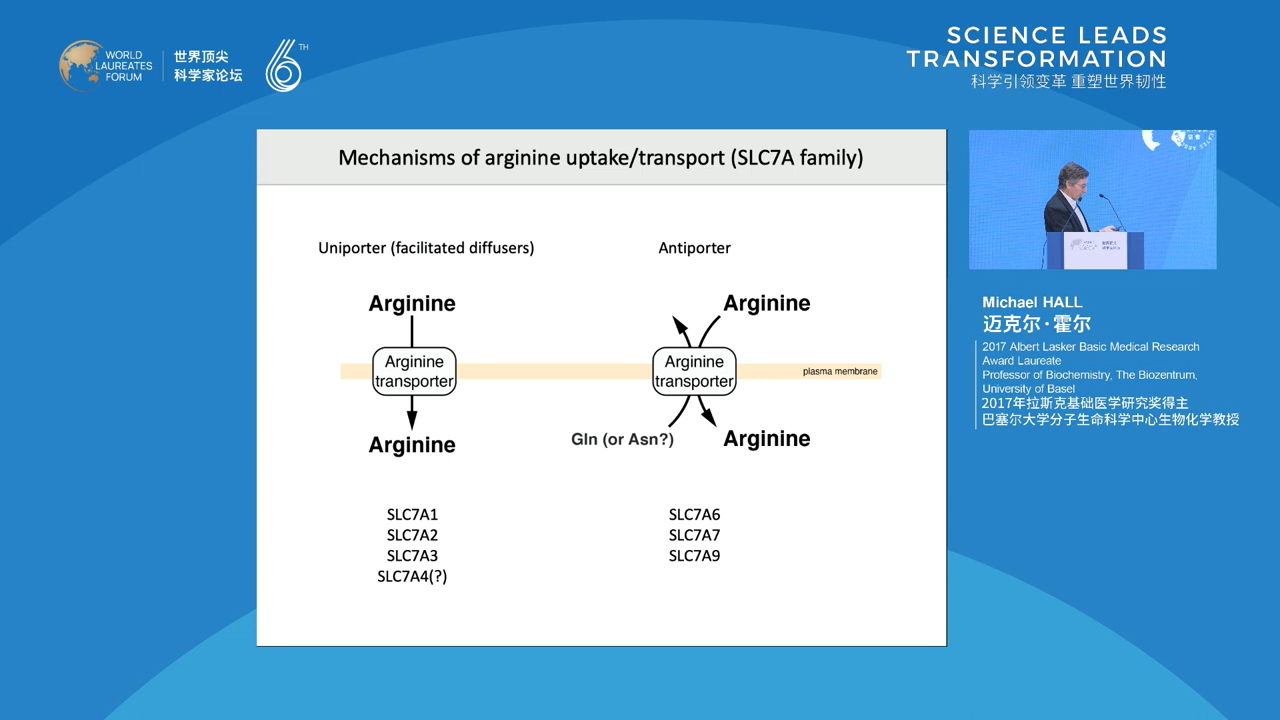 WORLD
LAUREATES
FORUM
世界顶尖
科学家论坛
6TH
SCIENCE LEADS
TRANSFORMATION
科学引领变革 重塑世界韧性
Mechanisms of arginine uptake/transport (SLC7A family)
Uniporter (facilitated diffusers)
Antiporter
Arginine
Arginine
Arginine
transporter
Arginine
transporter
plasma membrane
Arginine
Gln (or Asn?)
Arginine
SLC7A1
SLC7A2
SLC7A3
SLC7A4(?)
SLC7A6
SLC7A7
SLC7A9
Michael HALL
迈克尔·霍尔
2017 Albert Lasker Basic Medical Research
Award Laureate
Professor of Biochemistry, The Biozentrum,
University of Basel
2017年拉斯克基础医学研究奖得主
巴塞尔大学分子生命科学中心生物化学教授